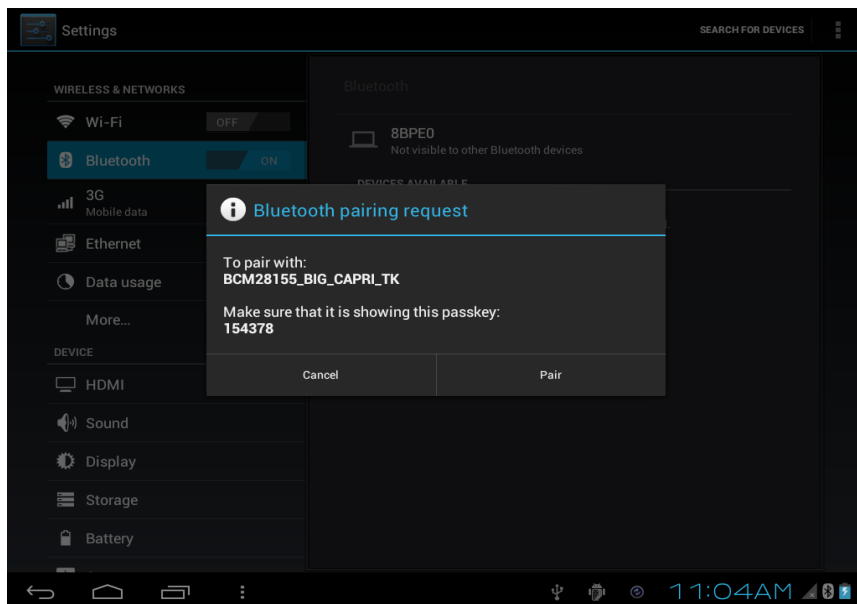 Settings
SEARCH FOR DEVICES
WIRELESS & NETWORKS
Wi-Fi
OFF
Bluetooth
ON
3G
Mobile data
Ethernet
Data usage
More...
DEVICE
HDMI
Sound
Display
Storage
Battery
Bluetooth
8BPE0
Not visible to other Bluetooth devices
DEVICES AVAILABLE
Bluetooth pairing request
To pair with:
BCM28155_BIG_CAPRI_TK
Make sure that it is showing this passkey:
154378
Cancel
Pair
11:04AM